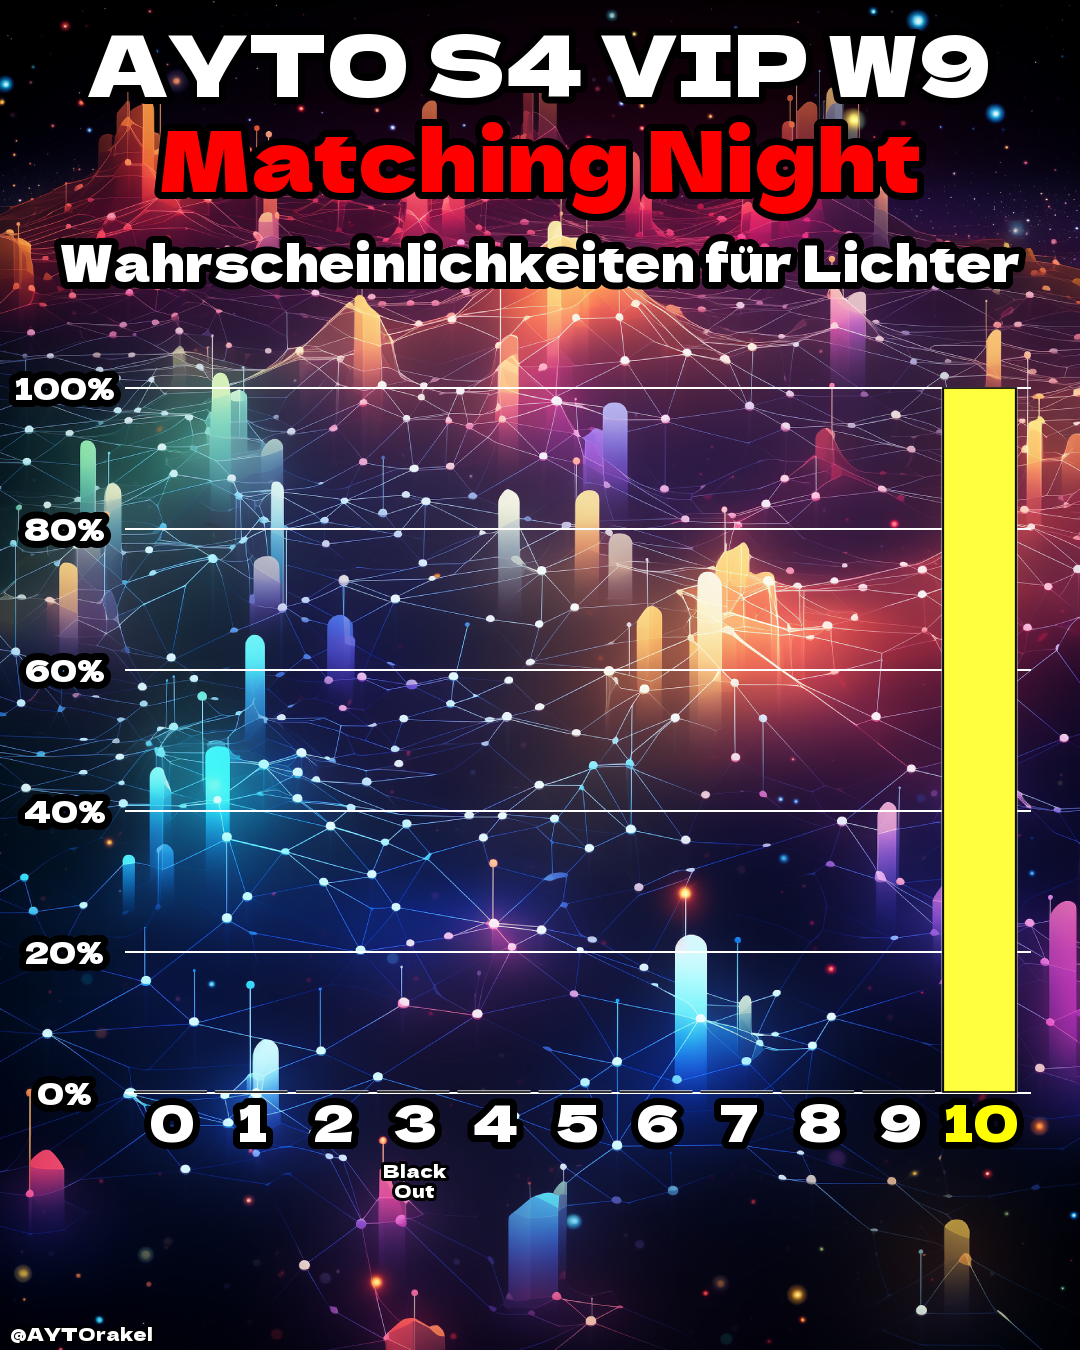 AYTO S4 VIP W9
Matching Night
Wahrscheinlichkeiten für Lichter
100%
80%
60%
40%
20%
0%
0 1 2 3 4 5 6 7 8 9 10
Black
Out
@AYTOrakel